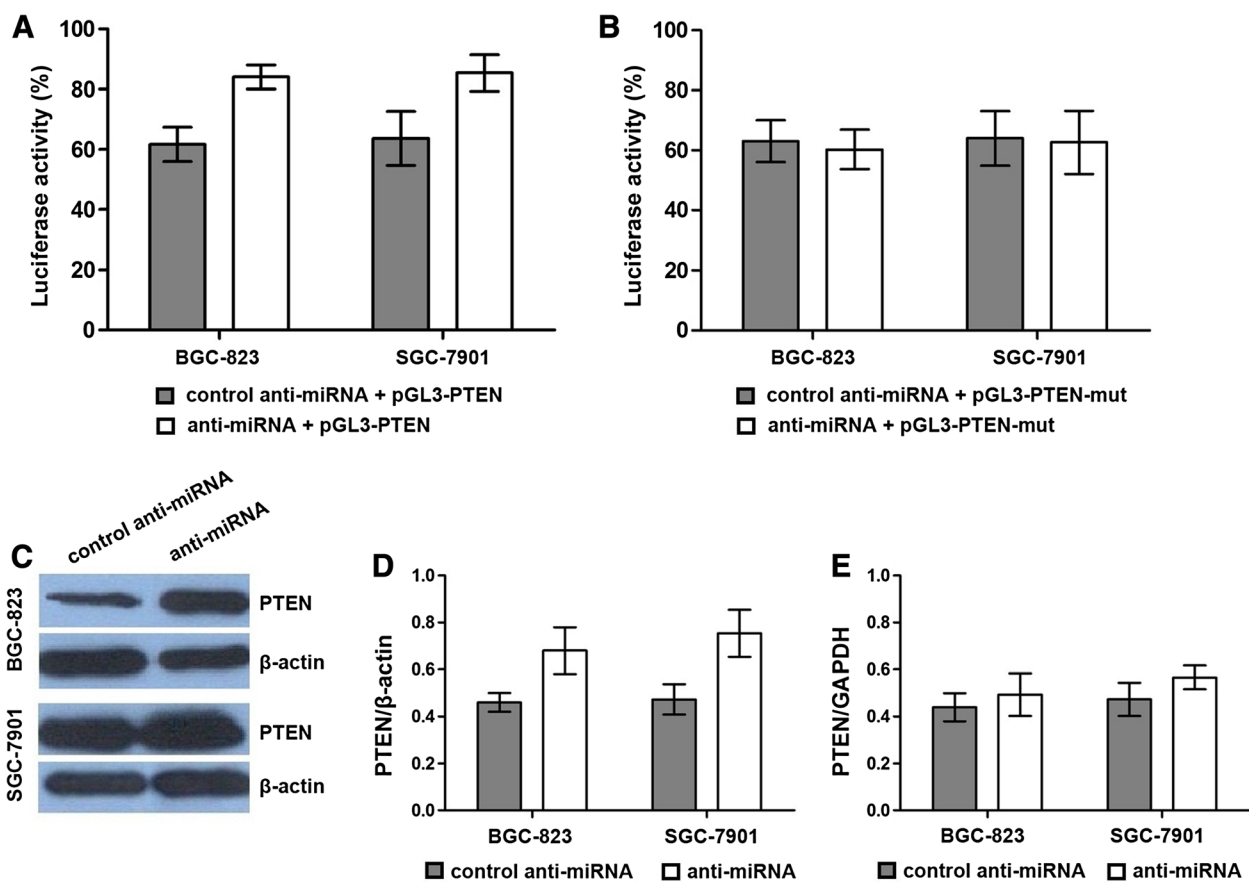 A
100
80
60
40
20
0
Luciferase activity (%)
BGC-823
SGC-7901
control anti-miRNA + pGL3-PTEN
anti-miRNA + pGL3-PTEN
B
100
80
60
40
20
0
Luciferase activity (%)
BGC-823
SGC-7901
control anti-miRNA + pGL3-PTEN-mut
anti-miRNA + pGL3-PTEN-mut
C
control anti-miRNA
anti-miRNA
BGC-823
PTEN
β-actin
SGC-7901
PTEN
β-actin
D
1.0
0.8
0.6
0.4
0.2
0.0
PTEN/β-actin
BGC-823
SGC-7901
control anti-miRNA
anti-miRNA
E
1.0
0.8
0.6
0.4
0.2
0.0
PTEN/GAPDH
BGC-823
SGC-7901
control anti-miRNA
anti-miRNA